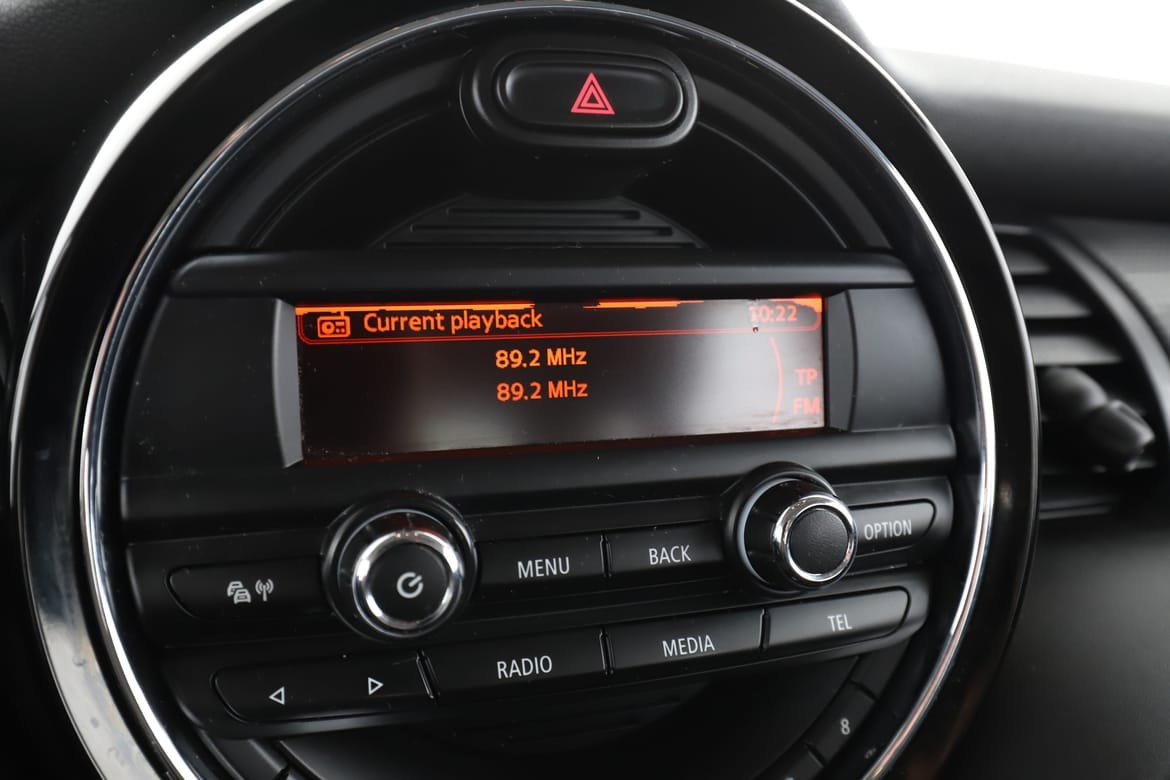 Current playback 10:22
89.2 MHz
89.2 MHz
TP
FM
MENU BACK OPTION
RADIO MEDIA TEL
8